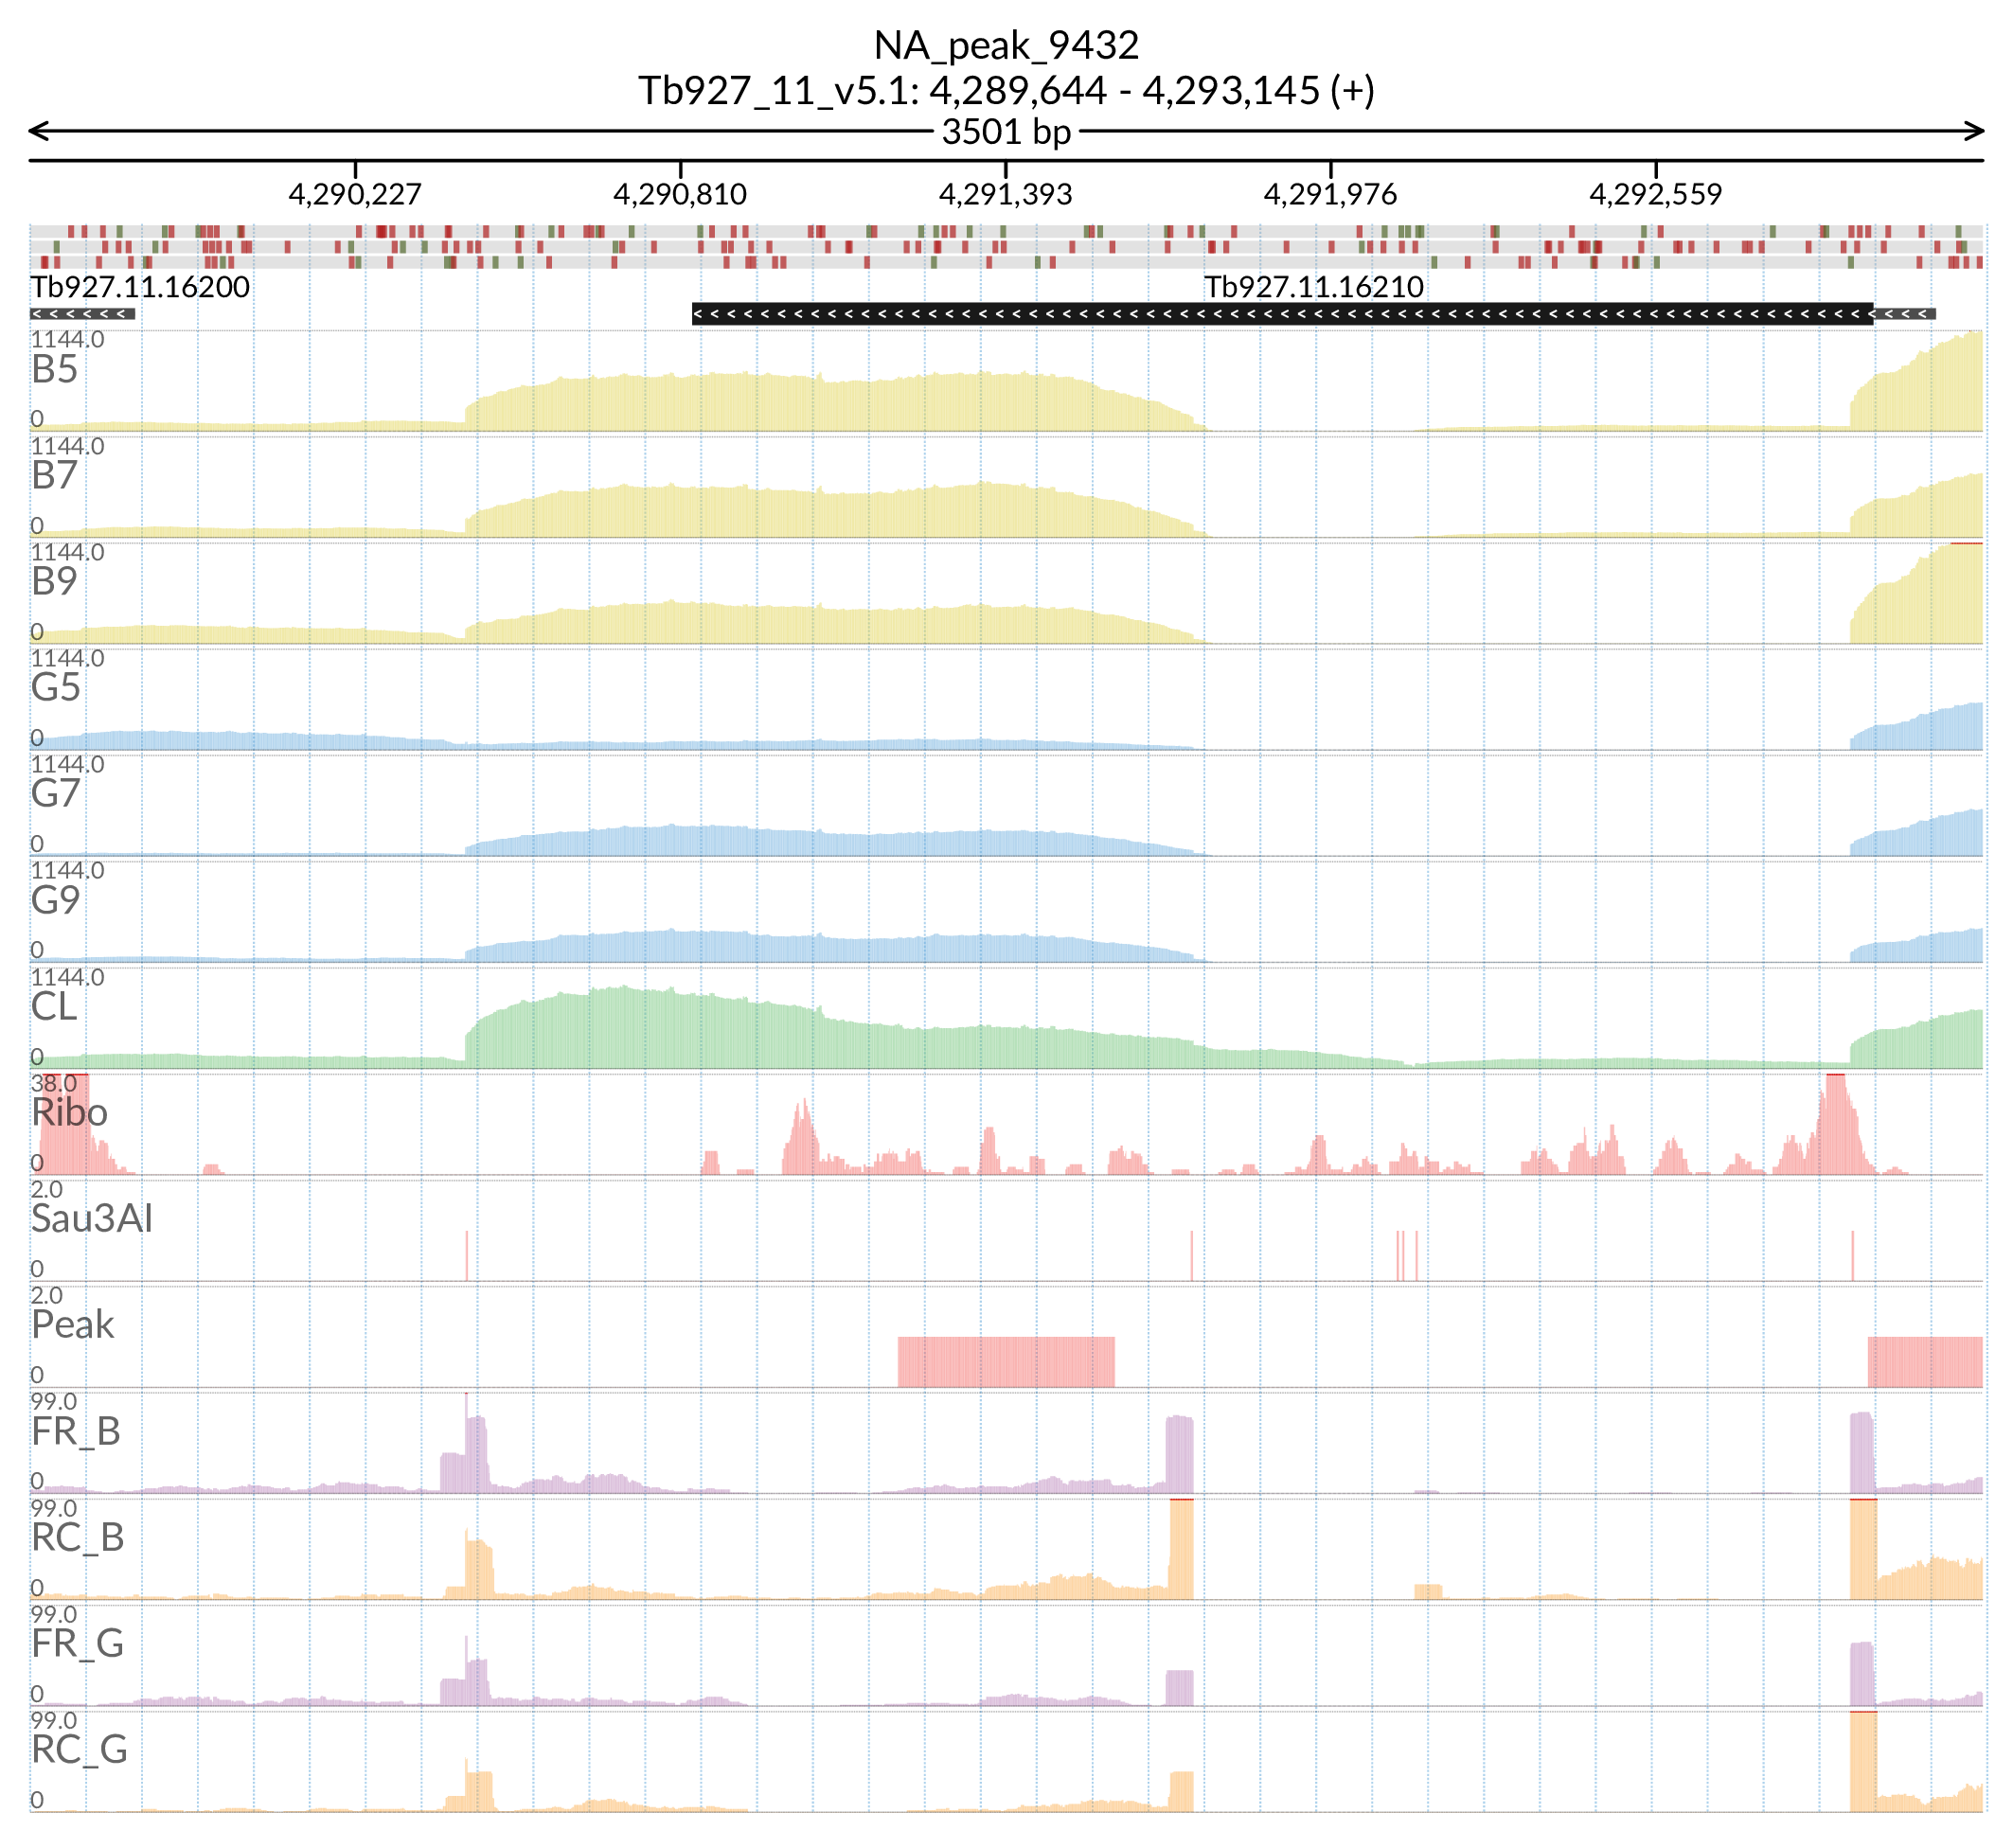 NA_peak_9432
Tb927_11_v5.1: 4,289,644 - 4,293,145 (+)
3501 bp
4,290,227 4,290,810 4,291,393 4,291,976 4,292,559
Tb927.11.16200 Tb927.11.16210
1144.0
B5
0
1144.0
B7
0
1144.0
B9
0
1144.0
G5
0
1144.0
G7
0
1144.0
G9
0
1144.0
CL
0
38.0
Ribo
0
2.0
Sau3AI
0
2.0
Peak
0
99.0
FR_B
0
99.0
RC_B
0
99.0
FR_G
0
99.0
RC_G
0